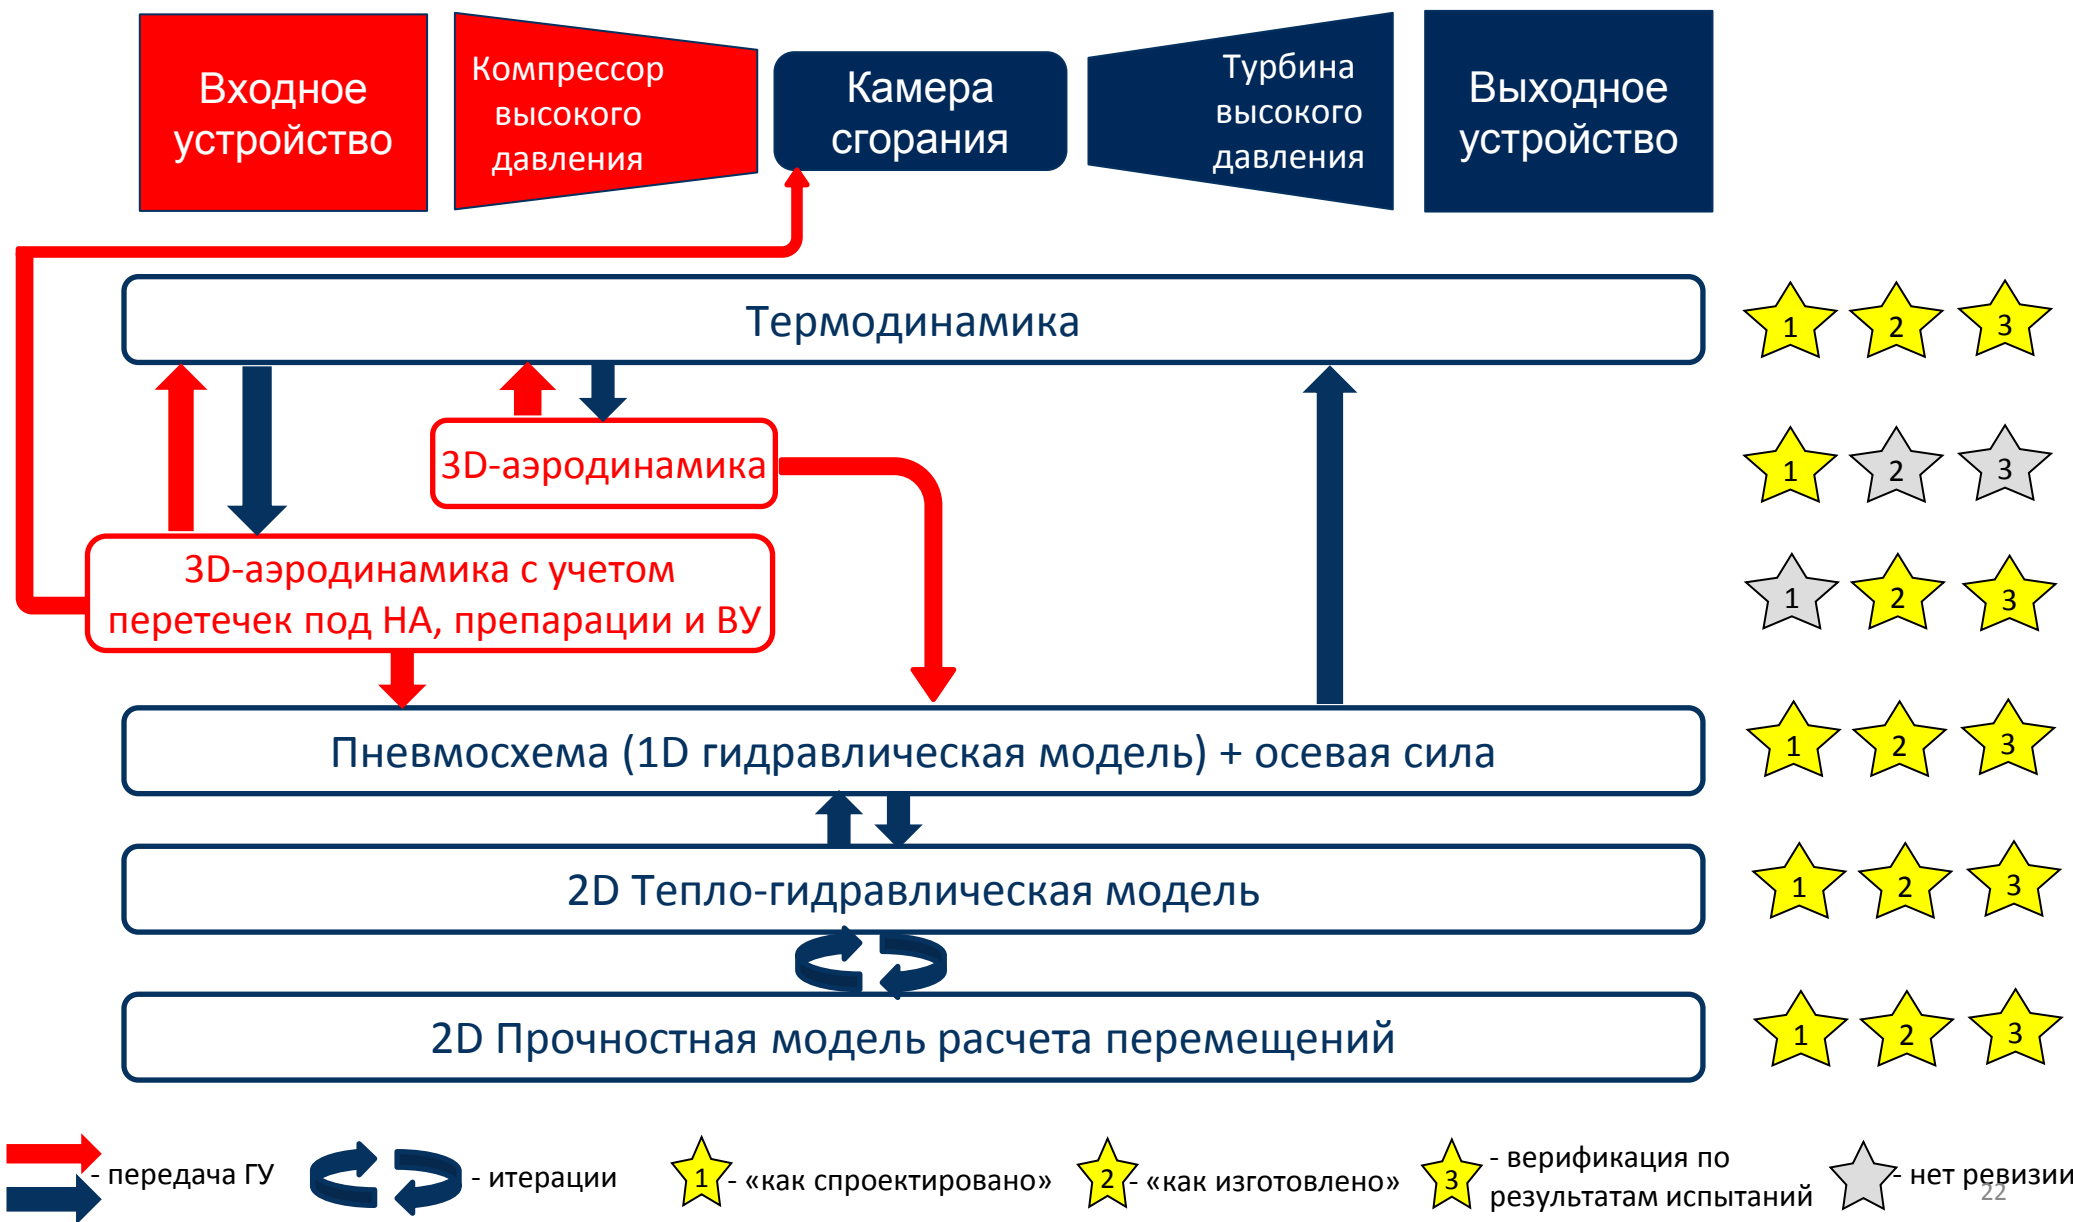 Входное
устройство
Компрессор
высокого
давления
Камера
сгорания
Турбина
высокого
давления
Выходное
устройство
Термодинамика
1 2 3
3D-аэродинамика
1 2 3
3D-аэродинамика с учетом
перетечек под НА, препарации и ВУ
1 2 3
Пневмосхема (1D гидравлическая модель) + осевая сила
1 2 3
2D Тепло-гидравлическая модель
1 2 3
2D Прочностная модель расчета перемещений
1 2 3
- передача ГУ
- итерации
1 - «как спроектировано»
2 - «как изготовлено»
3 - верификация по
результатам испытаний
- нет ревизии
22